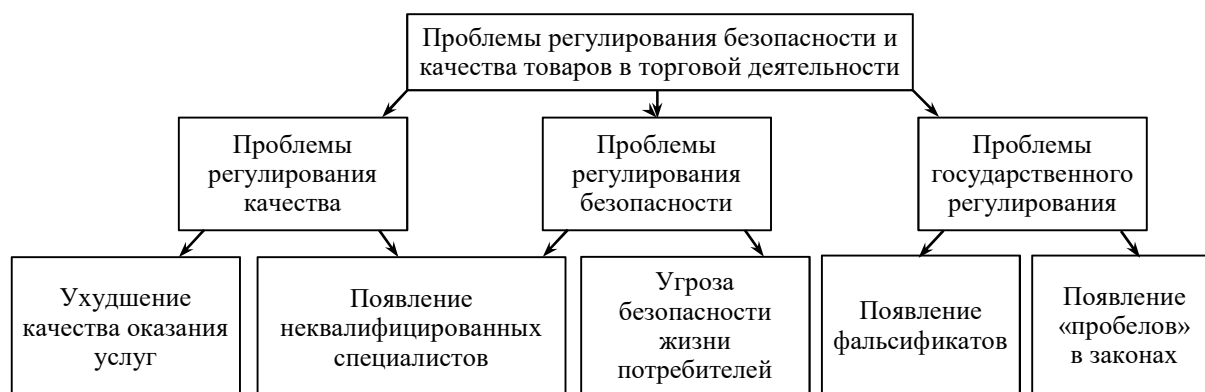 Проблемы регулирования безопасности и
качества товаров в торговой деятельности
Проблемы
регулирования
качества
Проблемы
регулирования
безопасности
Проблемы
государственного
регулирования
Ухудшение
качества оказания
услуг
Появление
неквалифицированных
специалистов
Угроза
безопасности
жизни
потребителей
Появление
фальсификатов
Появление
«пробелов»
в законах